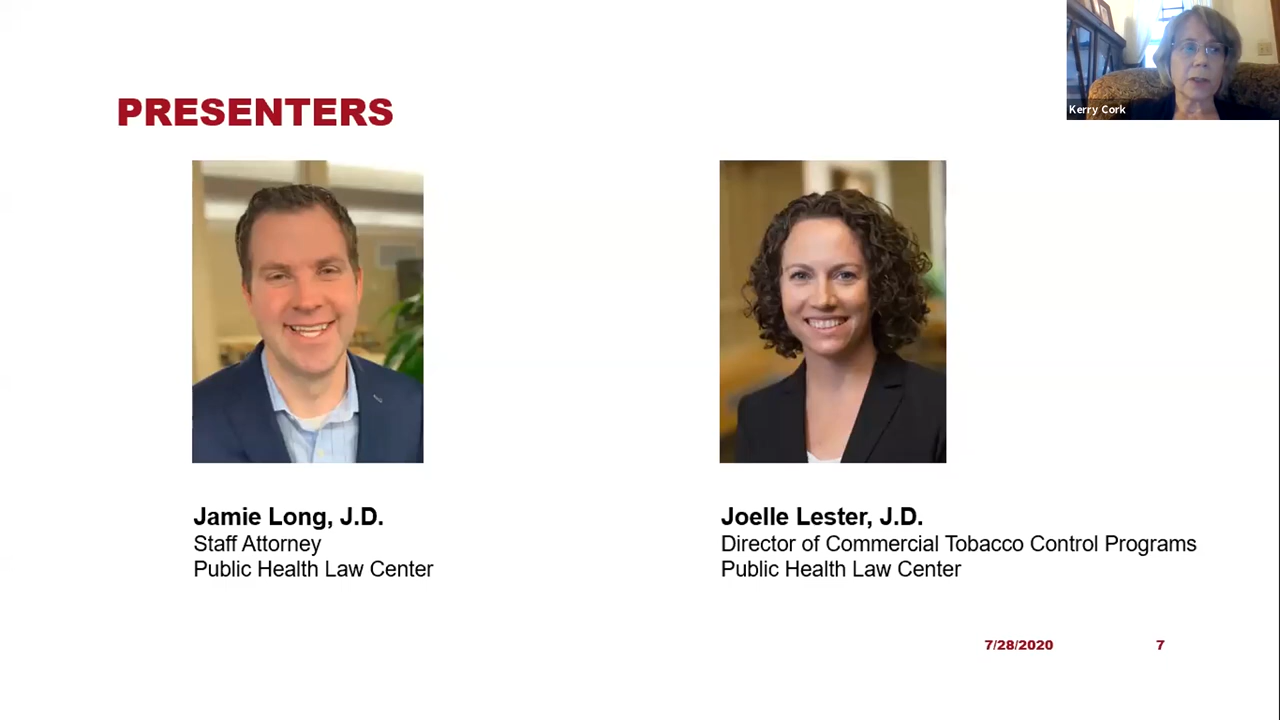 Kerry Cork
PRESENTERS
Jamie Long, J.D.
Staff Attorney
Public Health Law Center
Joelle Lester, J.D.
Director of Commercial Tobacco Control Programs
Public Health Law Center
7/28/2020
7